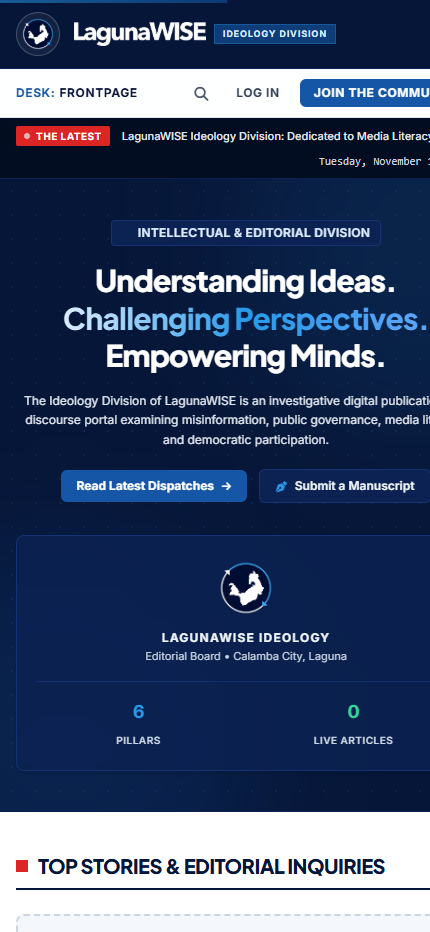 LagunaWISE IDEOLOGY DIVISION
DESK: FRONTPAGE LOG IN JOIN THE COMMU
THE LATEST LagunaWISE Ideology Division: Dedicated to Media Literacy
Tuesday, November
INTELLECTUAL & EDITORIAL DIVISION
Understanding Ideas.
Challenging Perspectives.
Empowering Minds.
The Ideology Division of LagunaWISE is an investigative digital publicati
discourse portal examining misinformation, public governance, media lit
and democratic participation.
Read Latest Dispatches → Submit a Manuscript
LAGUNAWISE IDEOLOGY
Editorial Board • Calamba City, Laguna
6 0
PILLARS LIVE ARTICLES
TOP STORIES & EDITORIAL INQUIRIES